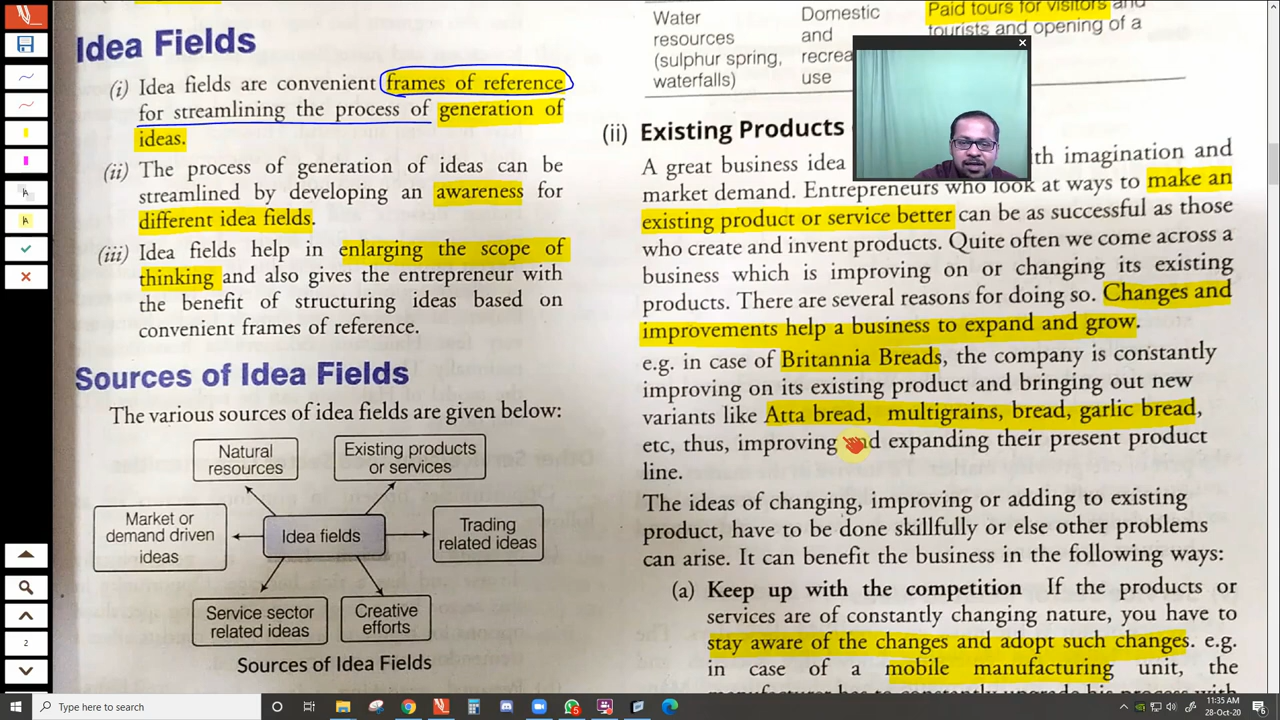 Idea Fields
(i) Idea fields are convenient frames of reference
for streamlining the process of generation of
ideas.
(ii) The process of generation of ideas can be
streamlined by developing an awareness for
different idea fields.
(iii) Idea fields help in enlarging the scope of
thinking and also gives the entrepreneur with
the benefit of structuring ideas based on
convenient frames of reference.
Sources of Idea Fields
The various sources of idea fields are given below:
Natural
resources
Existing products
or services
Market or
demand driven
ideas
Idea fields
Trading
related ideas
Service sector
related ideas
Creative
efforts
Sources of Idea Fields
Water
resources
(sulphur spring,
waterfalls)
Domestic
and
use
Paid tours for visitors and
tourists and opening of a
(ii) Existing Products
A great business idea imagination and
market demand. Entrepreneurs who look at ways to make an
existing product or service better can be as successful as those
who create and invent products. Quite often we come across a
business which is improving on or changing its existing
products. There are several reasons for doing so. Changes and
improvements help a business to expand and grow.
e.g. in case of Britannia Breads, the company is constantly
improving on its existing product and bringing out new
variants like Atta bread, multigrains, bread, garlic bread,
etc, thus, improving expanding their present product
line.
The ideas of changing, improving or adding to existing
product, have to be done skillfully or else other problems
can arise. It can benefit the business in the following ways:
(a) Keep up with the competition If the products or
services are of constantly changing nature, you have to
stay aware of the changes and adopt such changes. e.g.
in case of a mobile manufacturing unit, the
2
Type here to search
11:35 AM
28-Oct-20